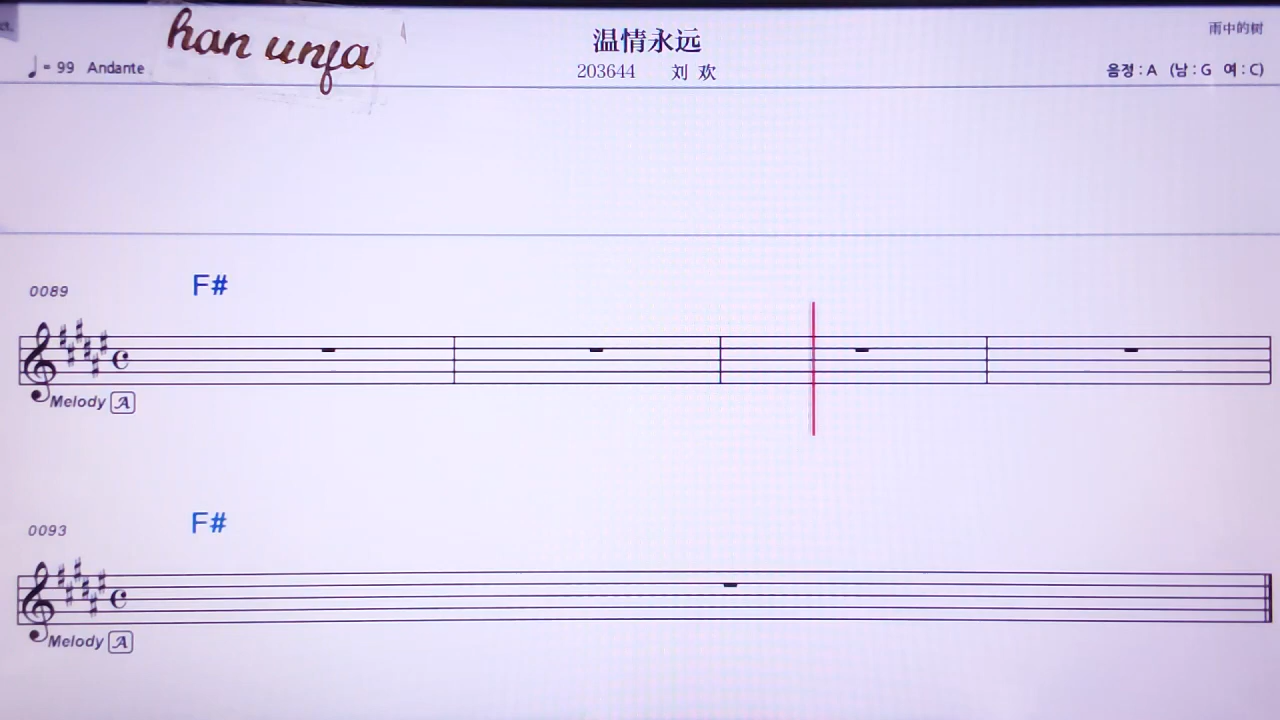 han unfa
温情永远
雨中的树
♩= 99 Andante
203644 刘 欢
음정 : A (남 : G 여 : C)
0089
F#
Melody A
0093
F#
Melody A